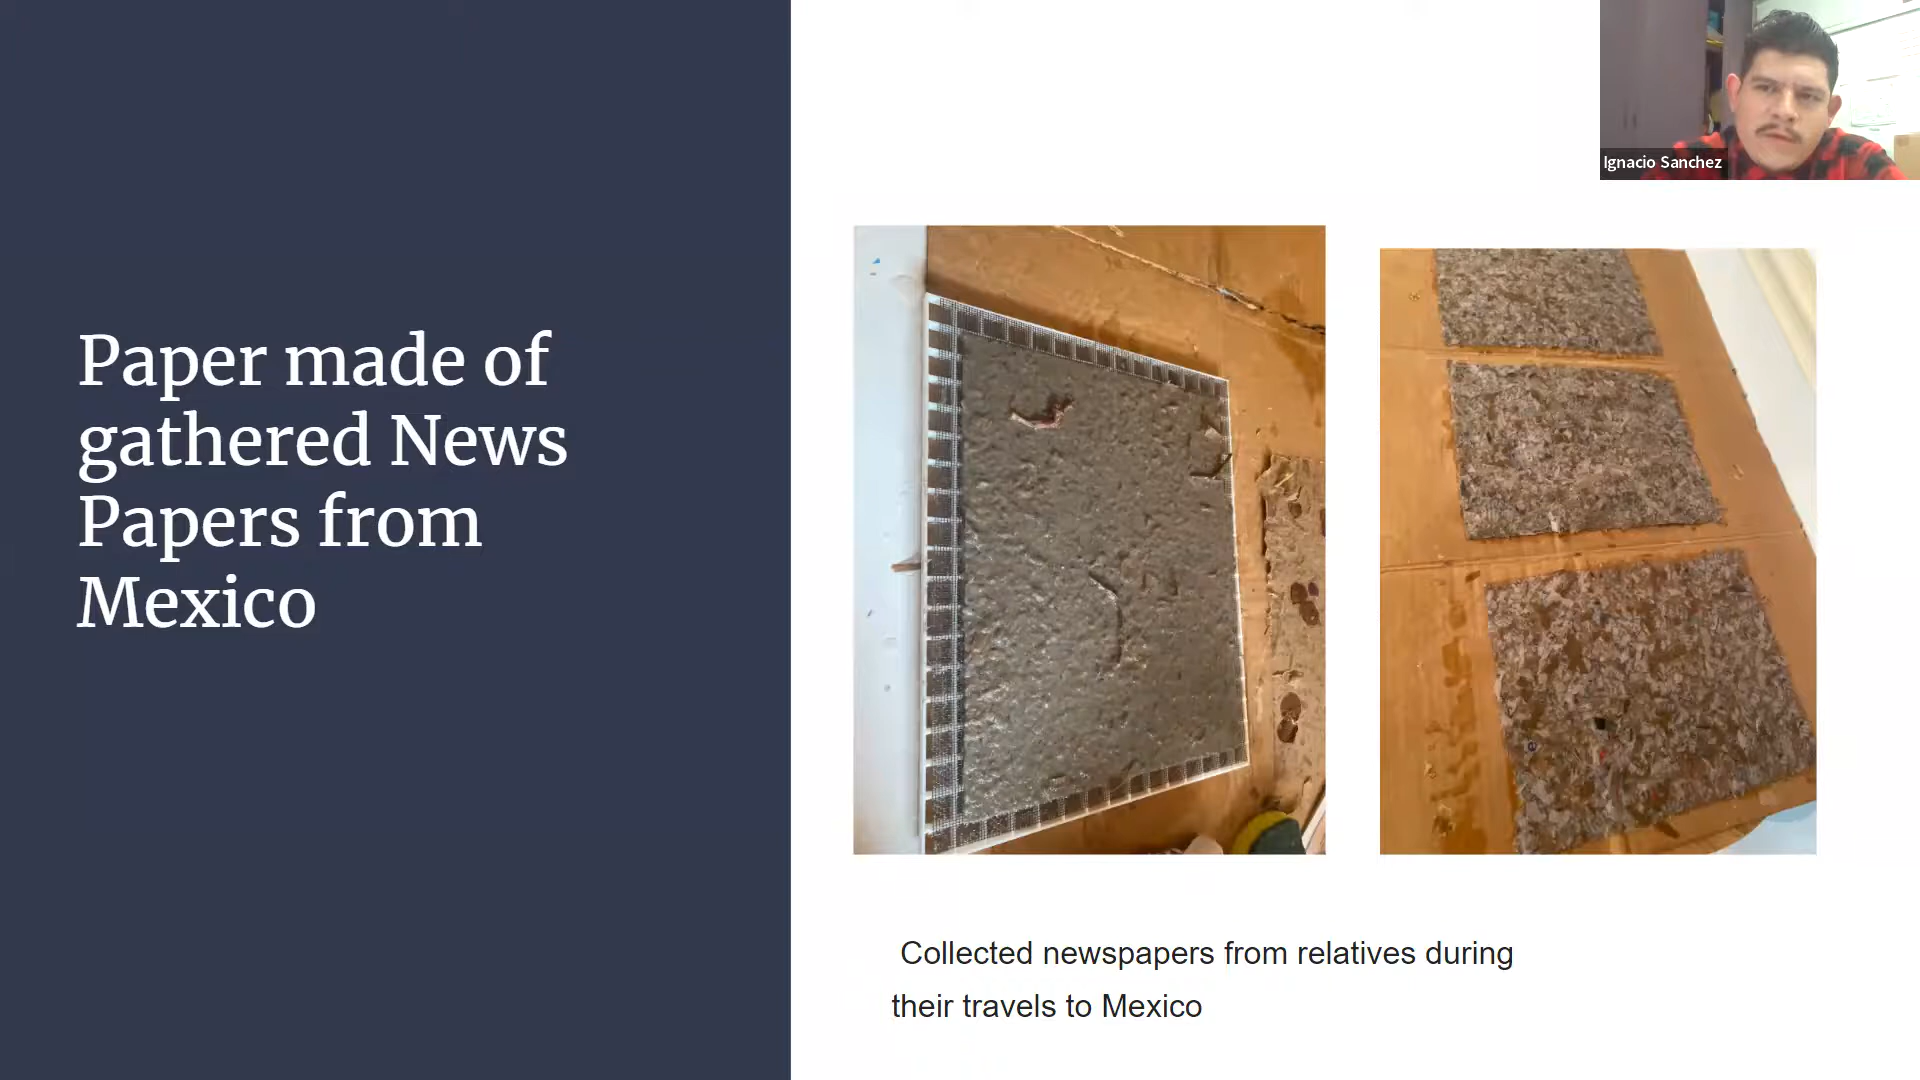 Paper made of
gathered News
Papers from
Mexico
Ignacio Sanchez
Collected newspapers from relatives during
their travels to Mexico